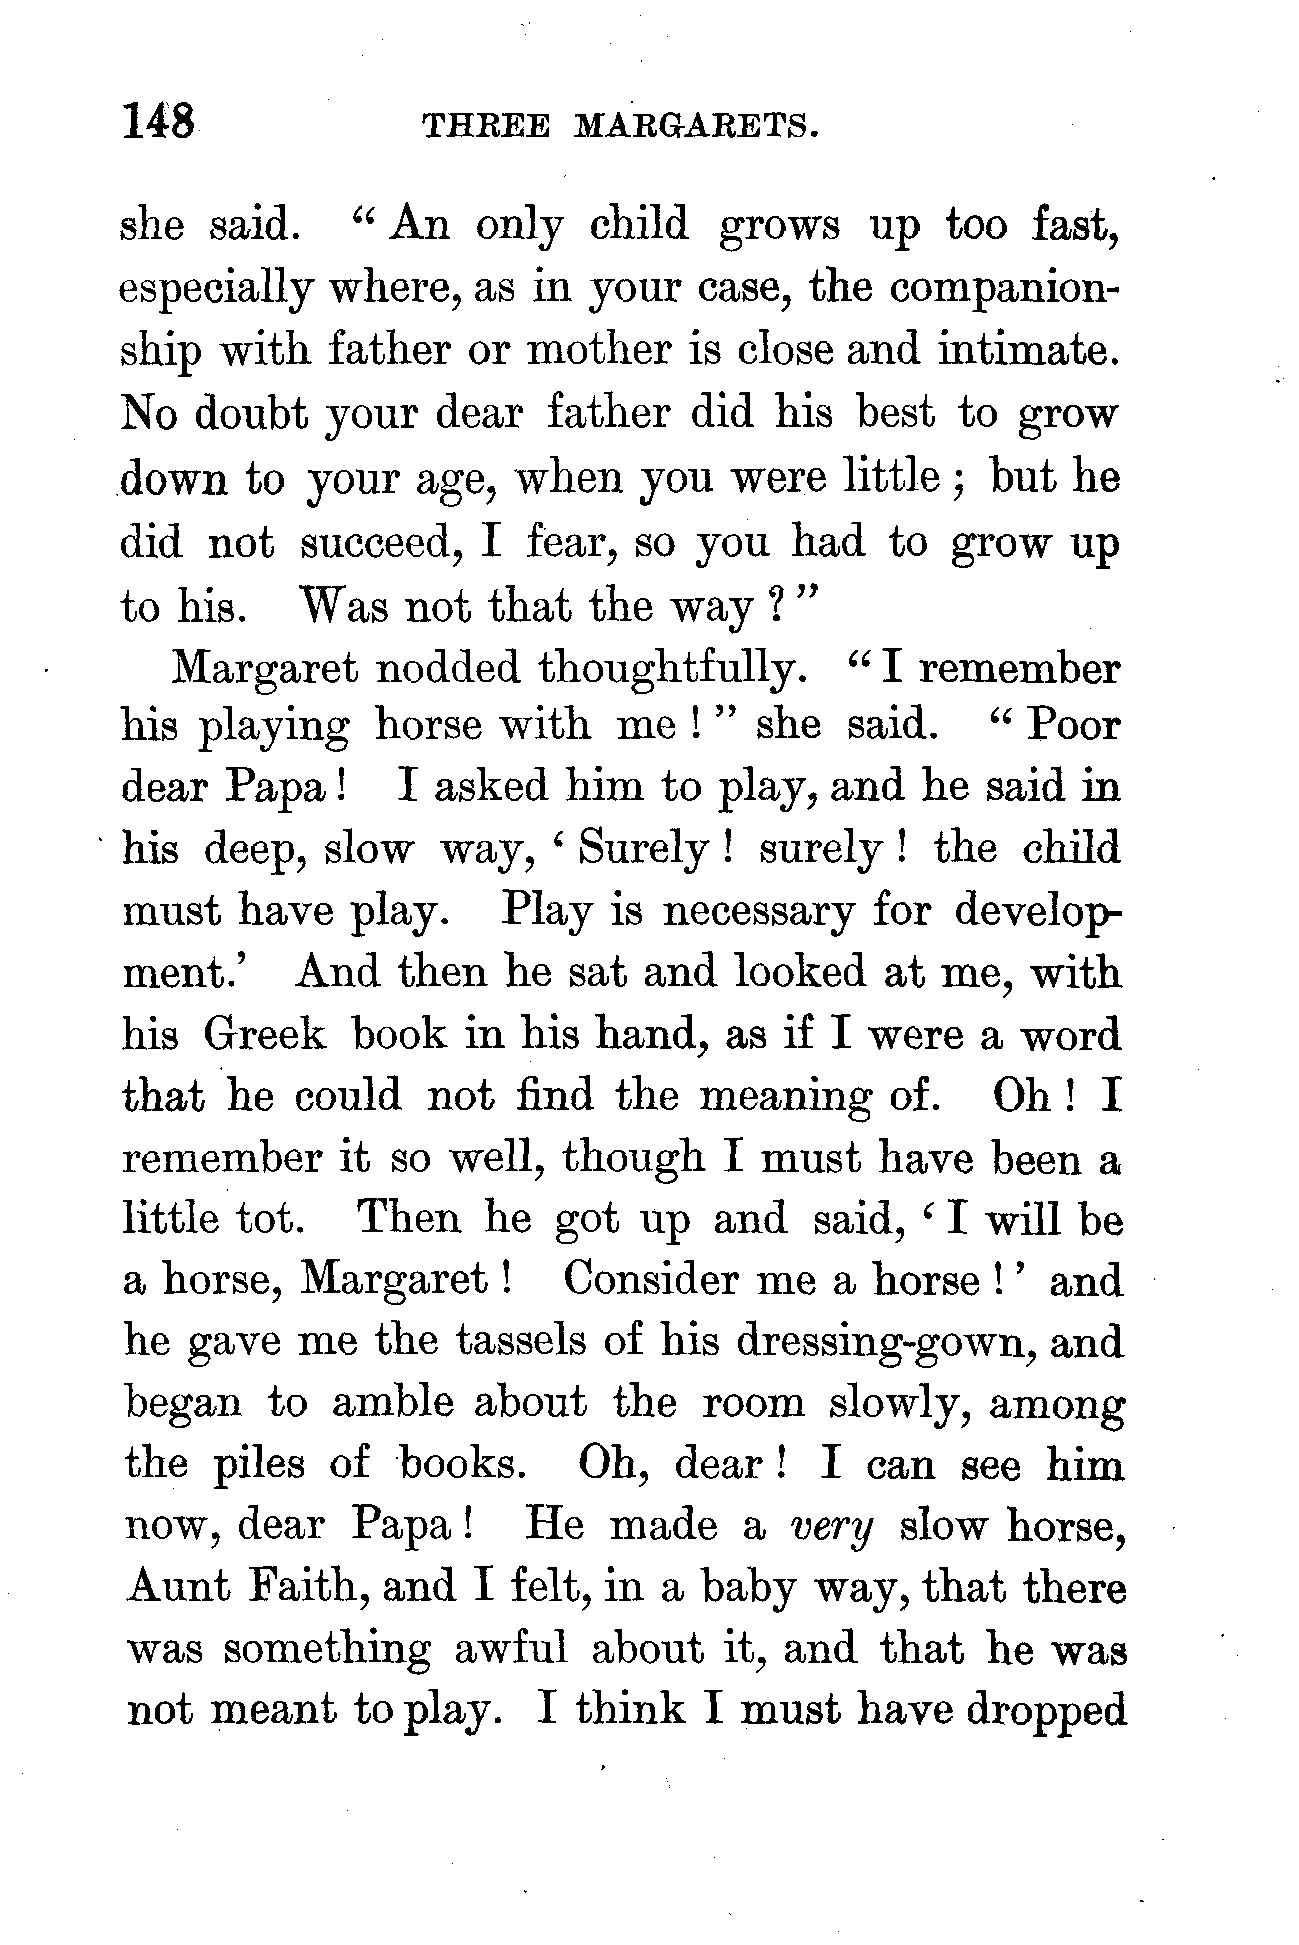 148 THREE MARGARETS.
she said. “An only child grows up too fast,
especially where, as in your case, the companion-
ship with father or mother is close and intimate.
No doubt your dear father did his best to grow
down to your age, when you were little; but he
did not succeed, I fear, so you had to grow up
to his. Was not that the way?”
Margaret nodded thoughtfully. “I remember
his playing horse with me!” she said. “Poor
dear Papa! I asked him to play, and he said in
his deep, slow way, ‘Surely! surely! the child
must have play. Play is necessary for develop-
ment.’ And then he sat and looked at me, with
his Greek book in his hand, as if I were a word
that he could not find the meaning of. Oh! I
remember it so well, though I must have been a
little tot. Then he got up and said, ‘I will be
a horse, Margaret! Consider me a horse!’ and
he gave me the tassels of his dressing-gown, and
began to amble about the room slowly, among
the piles of books. Oh, dear! I can see him
now, dear Papa! He made a very slow horse,
Aunt Faith, and I felt, in a baby way, that there
was something awful about it, and that he was
not meant to play. I think I must have dropped